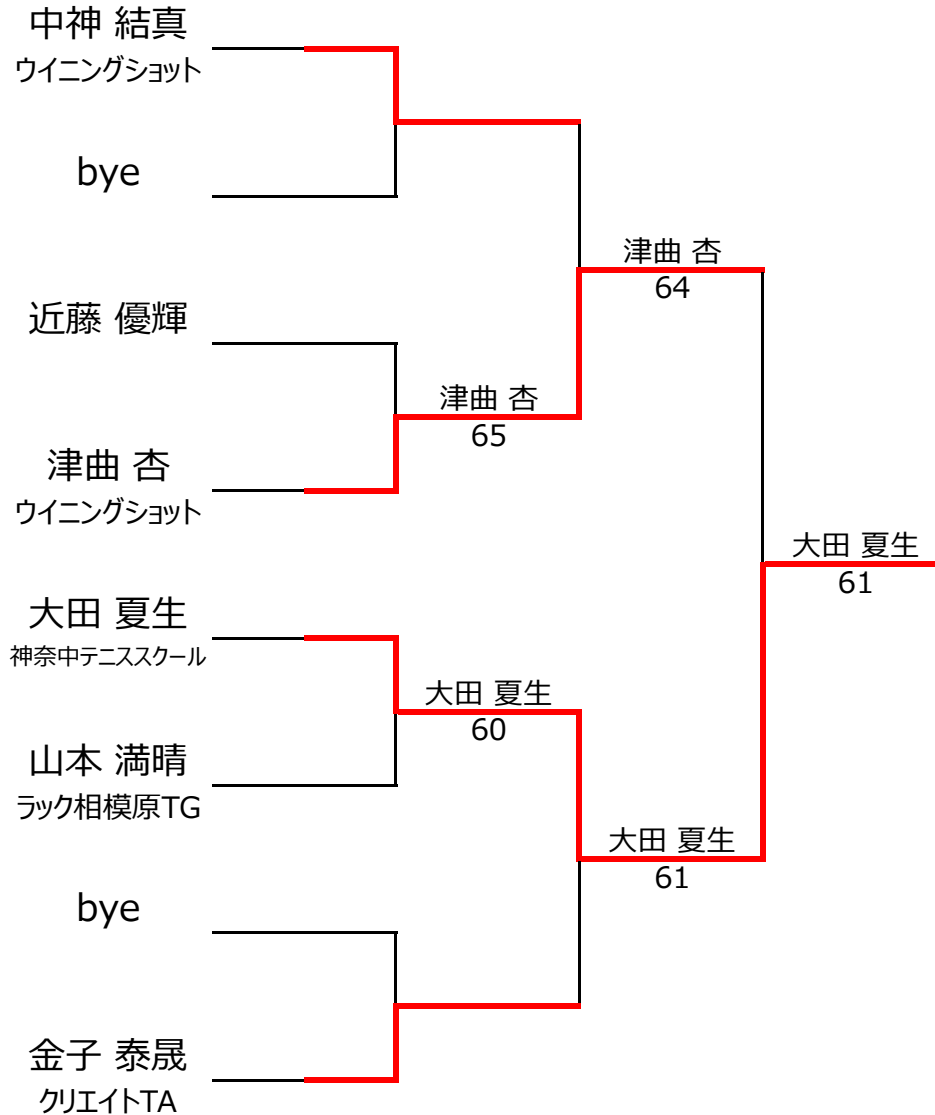 中神 結真
ウイニングショット
bye
近藤 優輝
津曲 杏
ウイニングショット
大田 夏生
神奈中テニススクール
山本 満晴
ラック相模原TG
bye
金子 泰晟
クリエイトTA
津曲 杏
65
大田 夏生
60
津曲 杏
64
大田 夏生
61
大田 夏生
61